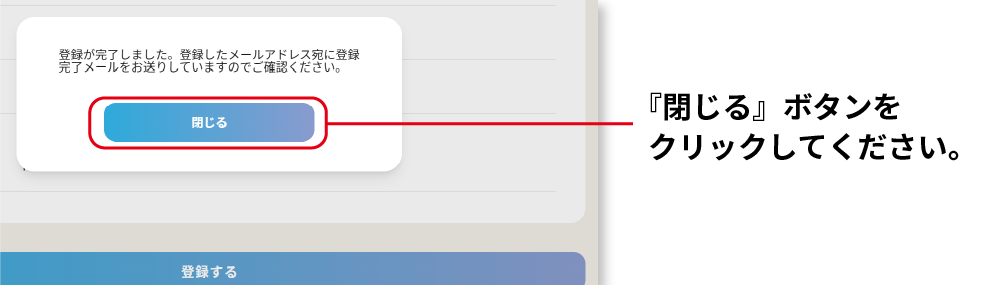 登録が完了しました。登録したメールアドレス宛に登録
完了メールをお送りしていますのでご確認ください。
閉じる
『閉じる』ボタンを
クリックしてください。
登録する